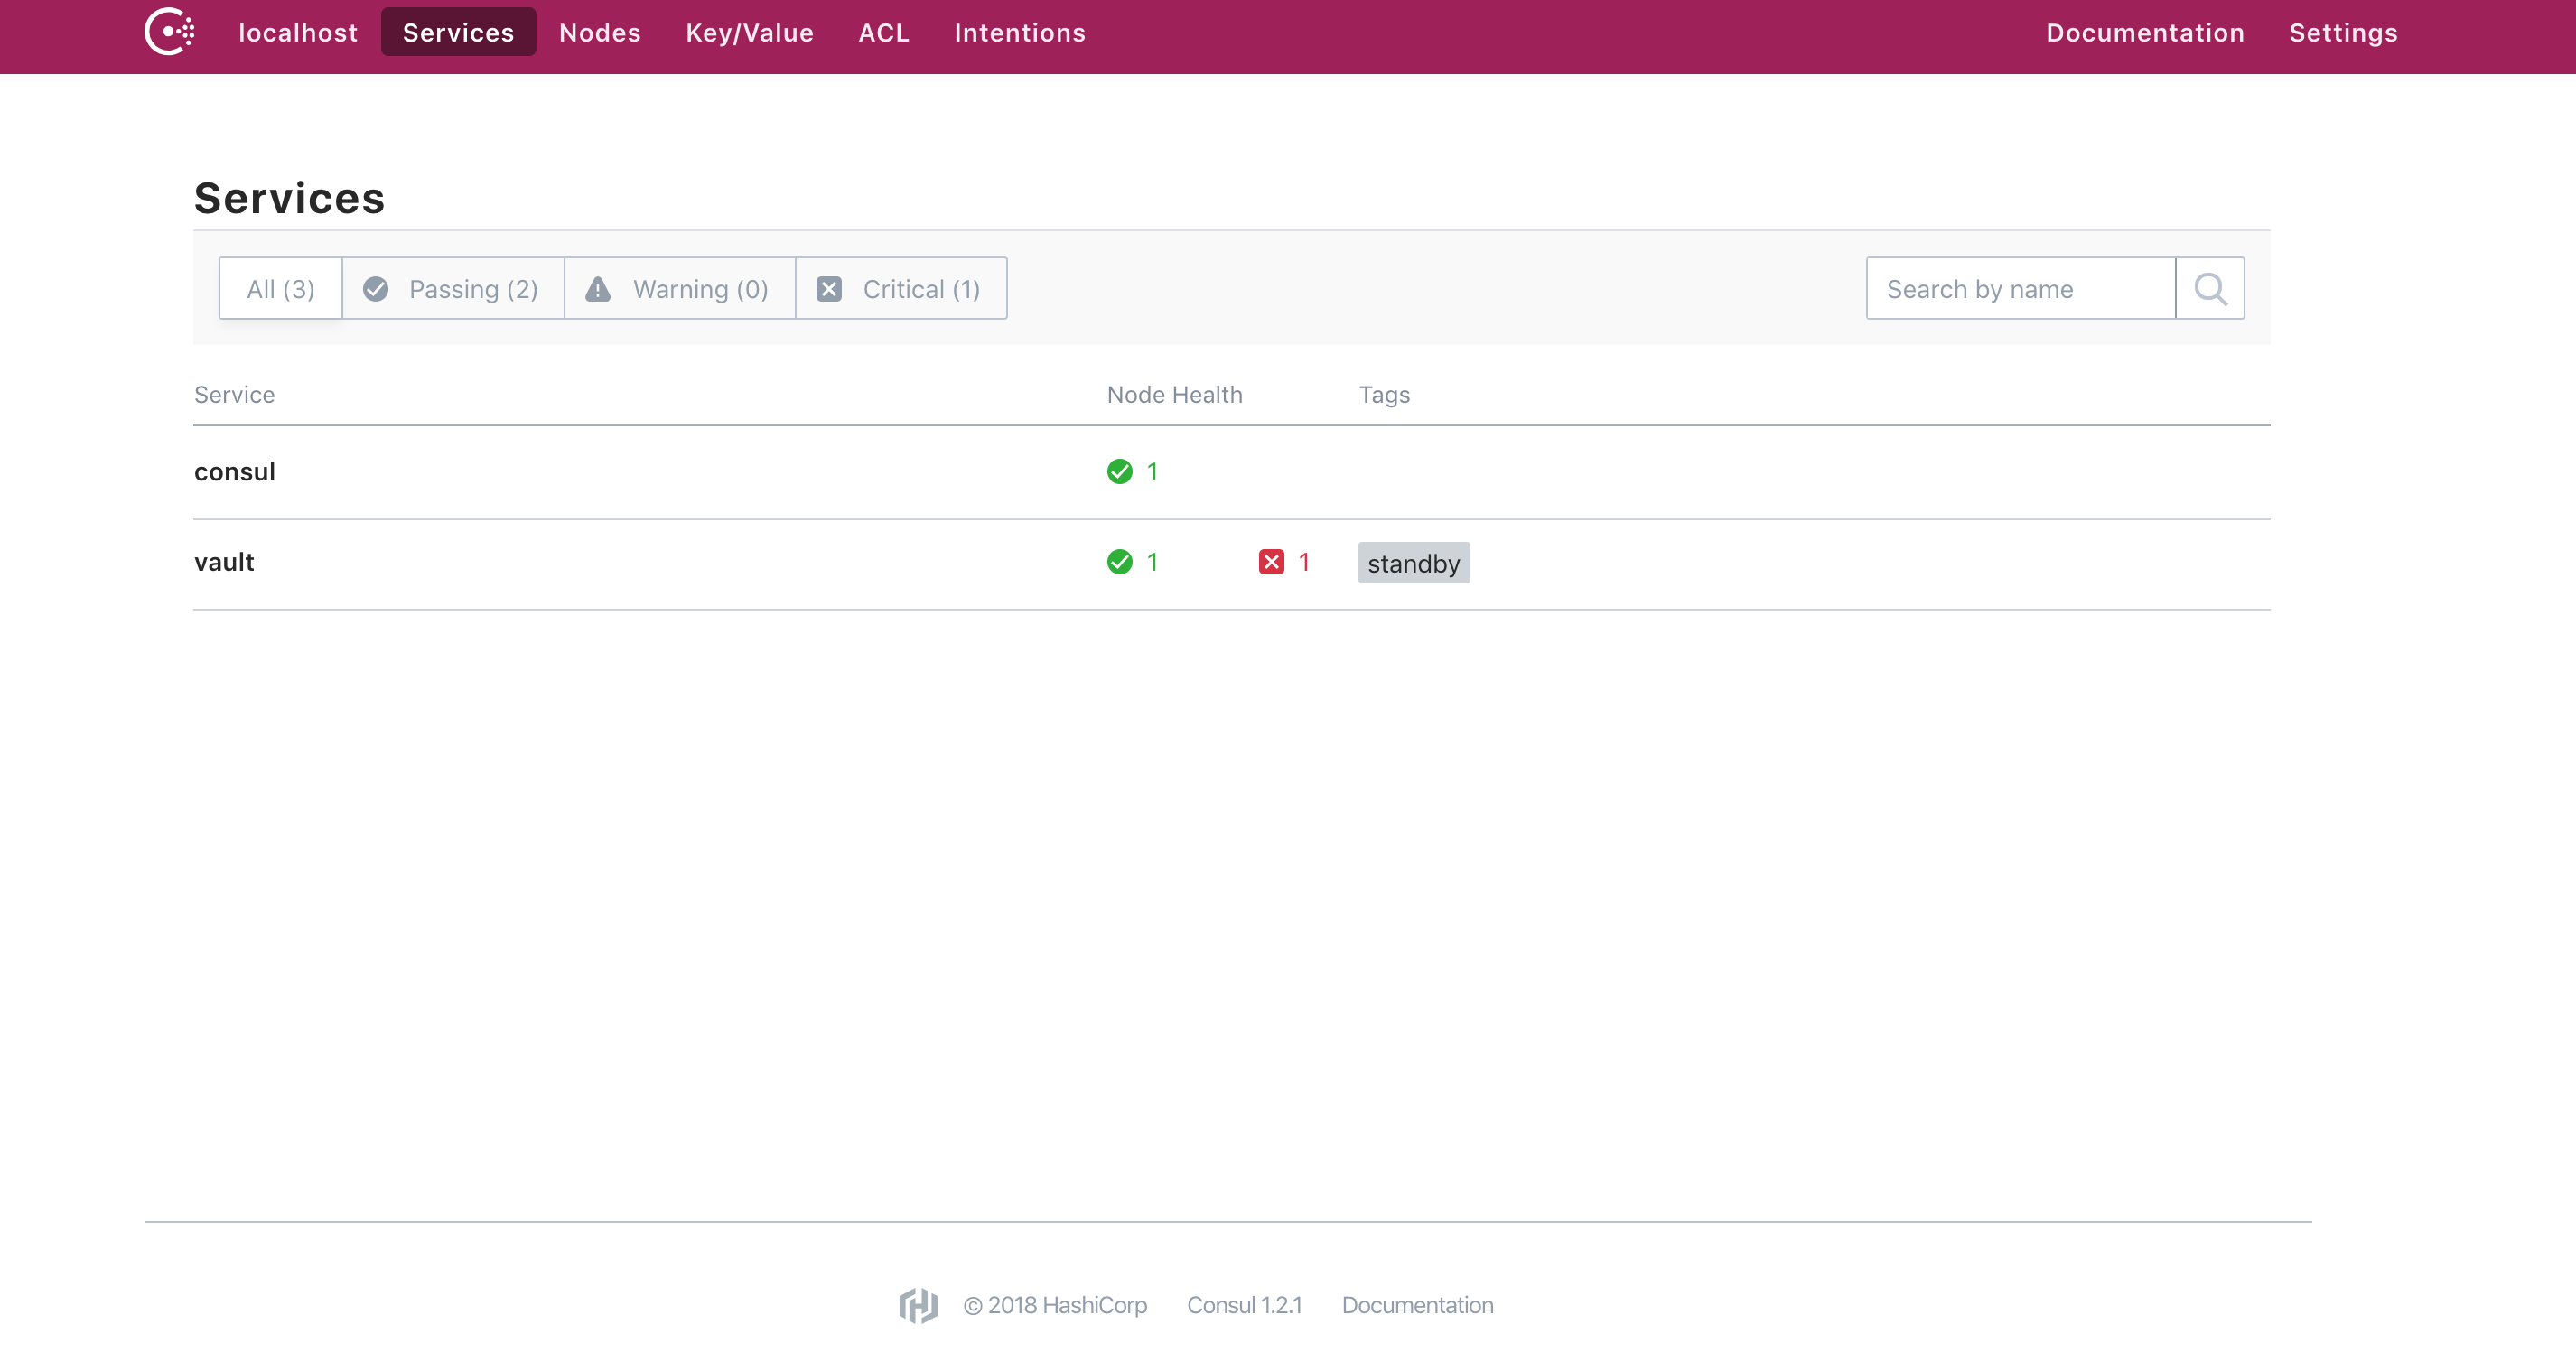 localhost Services Nodes Key/Value ACL Intentions Documentation Settings
Services
All (3) Passing (2) Warning (0) Critical (1) Search by name
Service Node Health Tags
consul 1
vault 1 1 standby
© 2018 HashiCorp Consul 1.2.1 Documentation